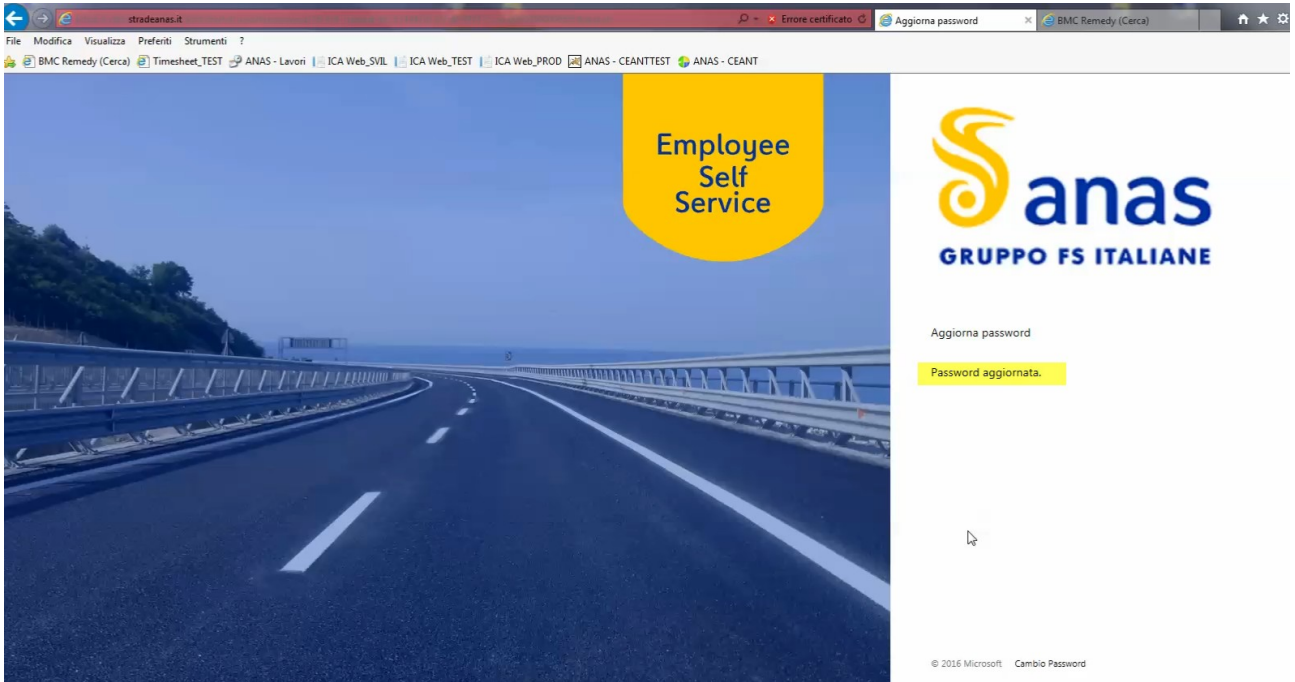 stradeanas.it
Errore certificato
Aggiorna password
BMC Remedy (Cerca)
File Modifica Visualizza Preferiti Strumenti ?
BMC Remedy (Cerca) Timesheet_TEST ANAS - Lavori ICA Web_SVIL ICA Web_TEST ICA Web_PROD ANAS - CEANTTEST ANAS - CEANT
Employee
Self
Service
anas
GRUPPO FS ITALIANE
Aggiorna password
Password aggiornata.
© 2016 Microsoft Cambio Password